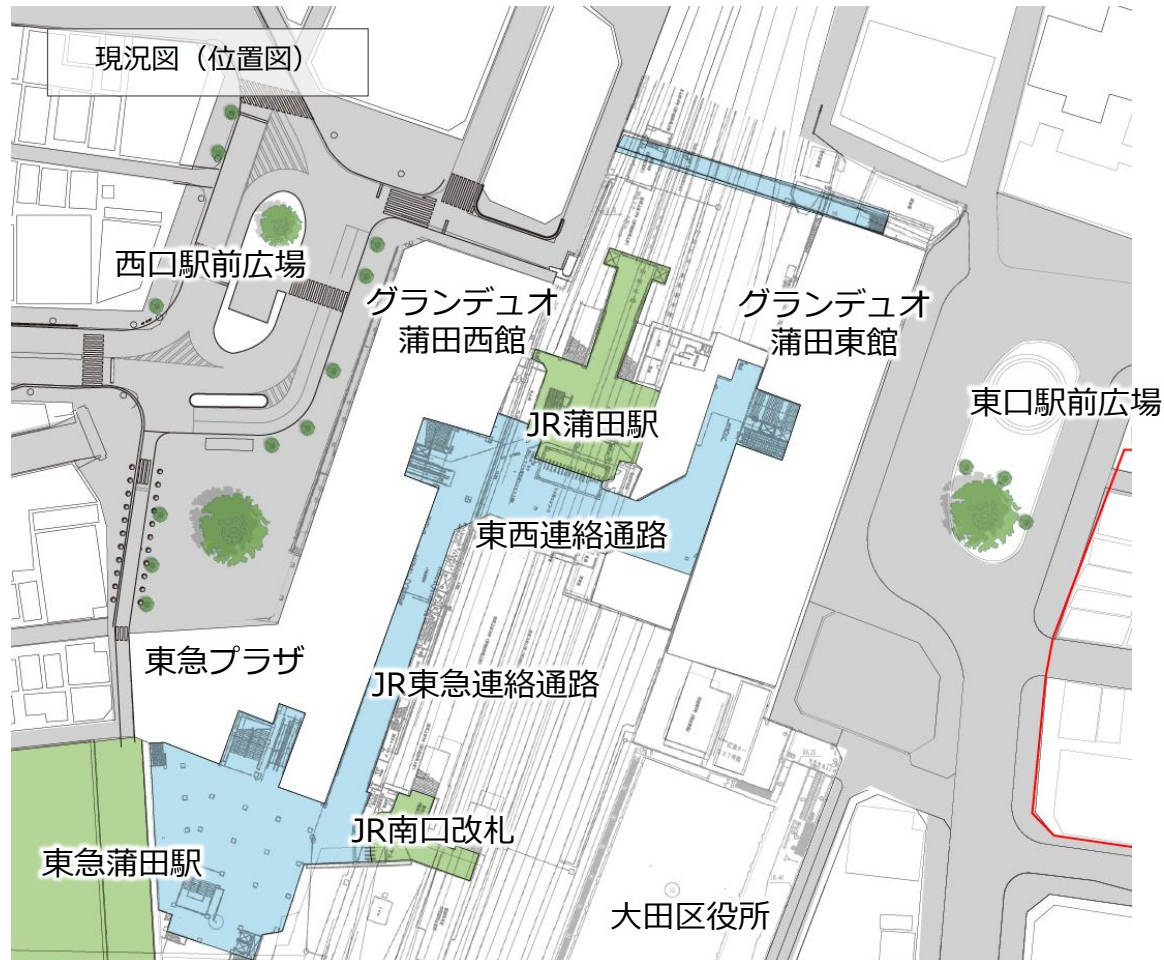 現況図（位置図）
西口駅前広場
グランデュオ
蒲田西館
グランデュオ
蒲田東館
東口駅前広場
JR蒲田駅
東西連絡通路
東急プラザ
JR東急連絡通路
JR南口改札
東急蒲田駅
大田区役所